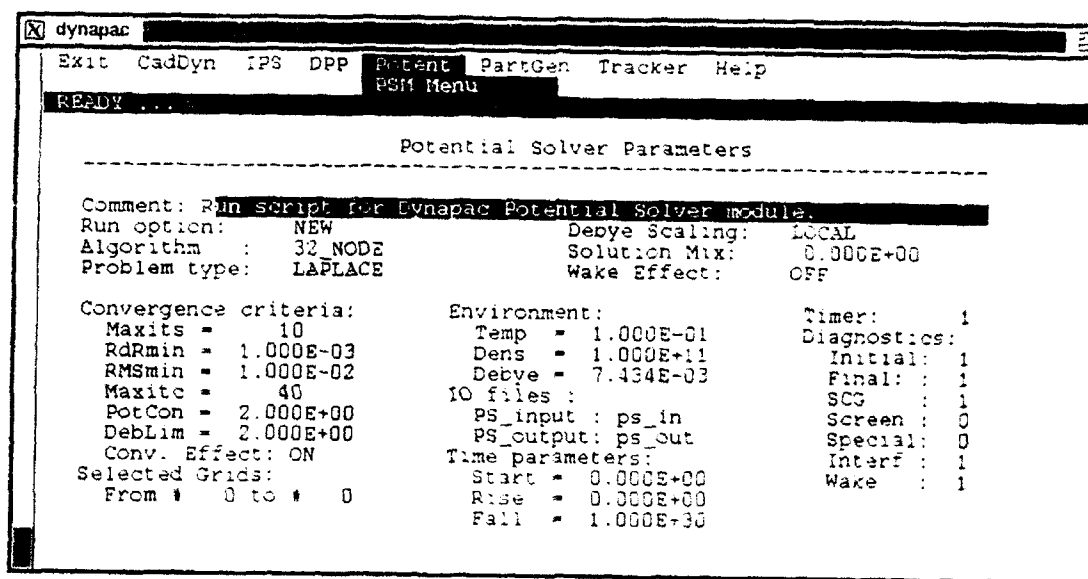 dynapac
Exit CadDyn IPS DPP Potent PartGen Tracker Help
PSM Menu
READY ...
Potential Solver Parameters
Comment: Run script for Dynapac Potential Solver module.
Run option: NEW Debye Scaling: LOCAL
Algorithm : 32_NODE Solution Mix: 0.000E+00
Problem type: LAPLACE Wake Effect: OFF
Convergence criteria: Environment: Timer: 1
Maxits = 10 Temp = 1.000E-01 Diagnostics:
RdRmin = 1.000E-03 Dens = 1.000E+11 Initial: 1
RMSmin = 1.000E-02 Debye = 7.434E-03 Final: : 1
Maxitc = 40 IO files : SCG : 1
PotCon = 2.000E+00 PS_input : ps_in Screen : 0
DebLim = 2.000E+00 PS_output: ps_out Special: 0
Conv. Effect: ON Time parameters: Interf : 1
Selected Grids: Start = 0.000E+00 Wake : 1
From # 0 to # 0 Rise = 0.000E+00
Fall = 1.000E+30